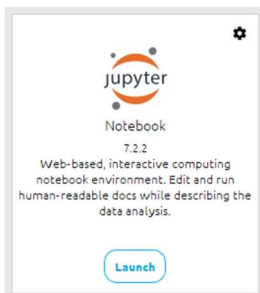 jupyter
Notebook
7.2.2
Web-based, interactive computing
notebook environment. Edit and run
human-readable docs while describing the
data analysis.
Launch